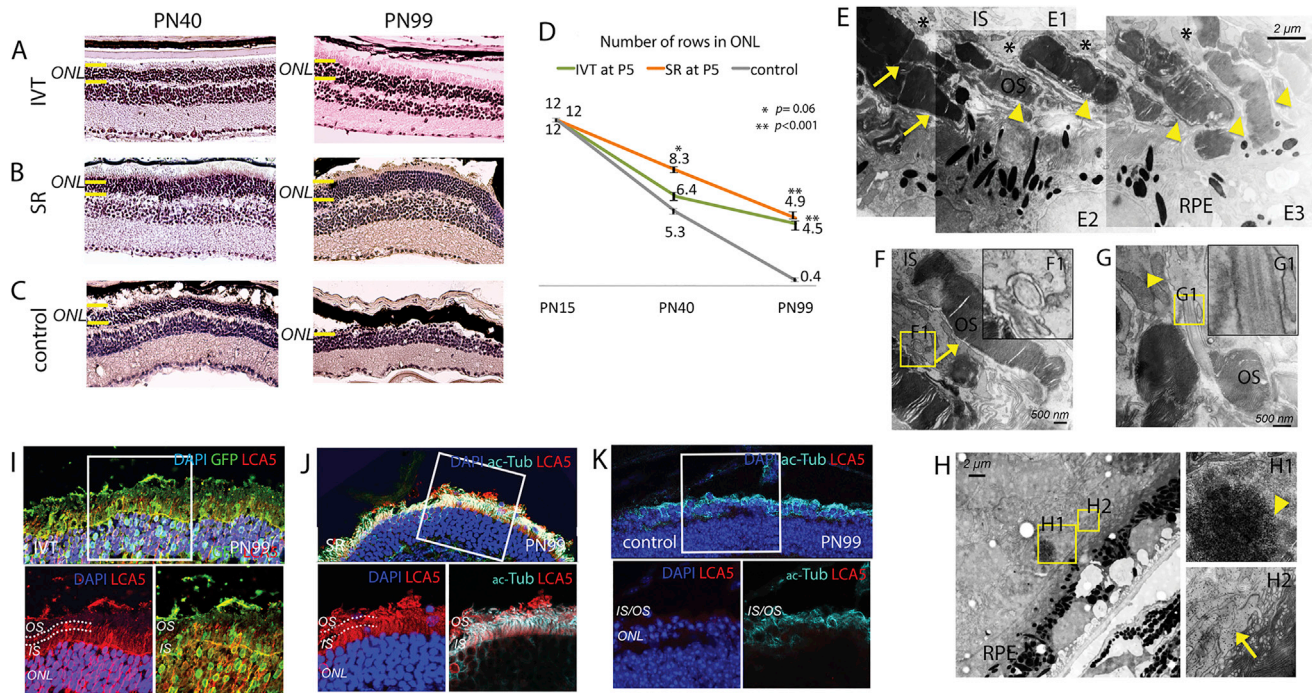 PN40
PN99
A
IVT
ONL
ONL
B
SR
ONL
ONL
C
control
ONL
ONL
D
Number of rows in ONL
IVT at P5
SR at P5
control
* p= 0.06
** p<0.001
12
12
12
*
8.3
6.4
5.3
**
4.9
**
4.5
0.4
PN15
PN40
PN99
E
*
IS
E1
*
*
*
2 µm
OS
E2
RPE
E3
F
IS
F1
F1
OS
500 nm
G
G1
G1
OS
500 nm
H
2 µm
H1
H2
RPE
H1
H2
I
DAPI GFP LCA5
IVT
PN99
DAPI LCA5
OS
IS
ONL
OS
IS
J
DAPI ac-Tub LCA5
SR
PN99
DAPI LCA5
OS
IS
ONL
ac-Tub LCA5
OS
IS
K
DAPI ac-Tub LCA5
control
PN99
DAPI LCA5
IS/OS
ONL
ac-Tub LCA5
IS/OS